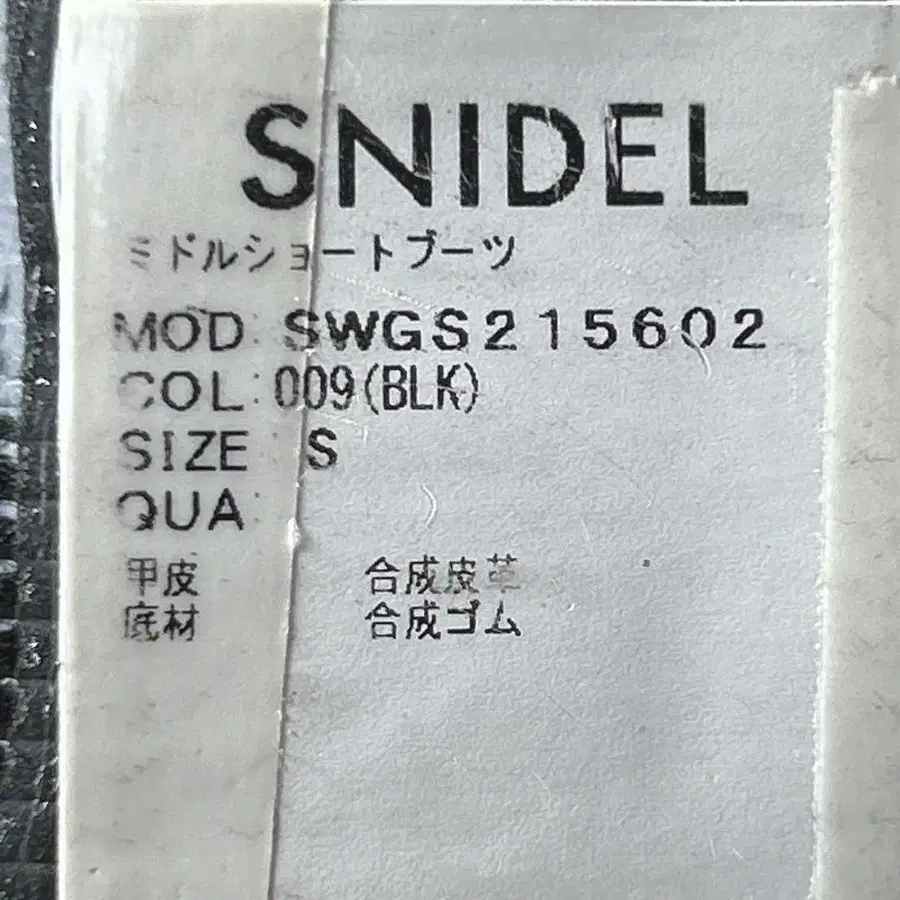 SNIDEL
ミドルショートブーツ
MOD: SWGS215602
COL: 009(BLK)
SIZE S
QUA:
甲皮 合成皮革
底材 合成ゴム